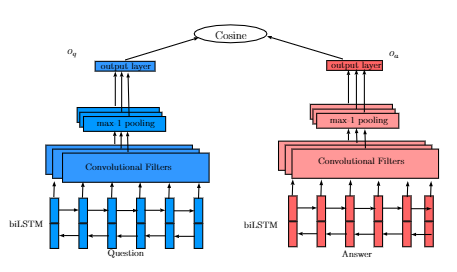 Cosine
o_q
o_a
output layer
output layer
max 1 pooling
max 1 pooling
Convolutional Filters
Convolutional Filters
biLSTM
biLSTM
Question
Answer